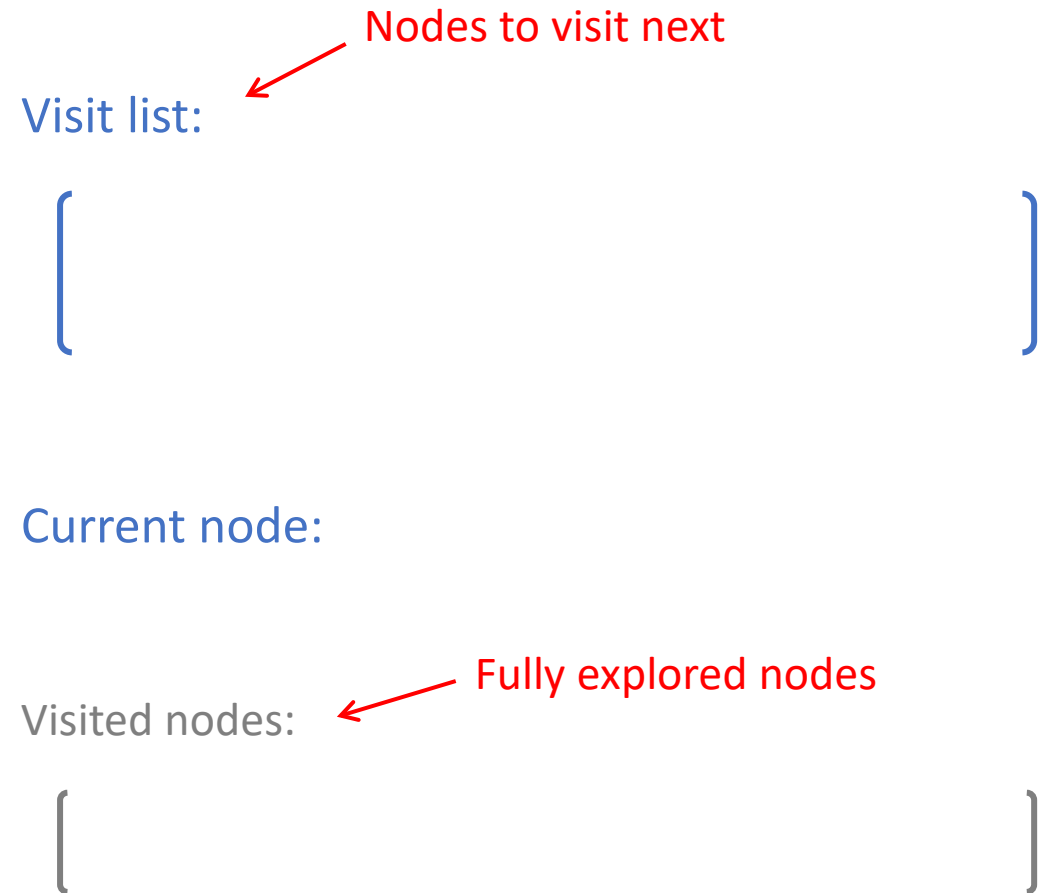 Nodes to visit next
Visit list:
Current node:
Fully explored nodes
Visited nodes: